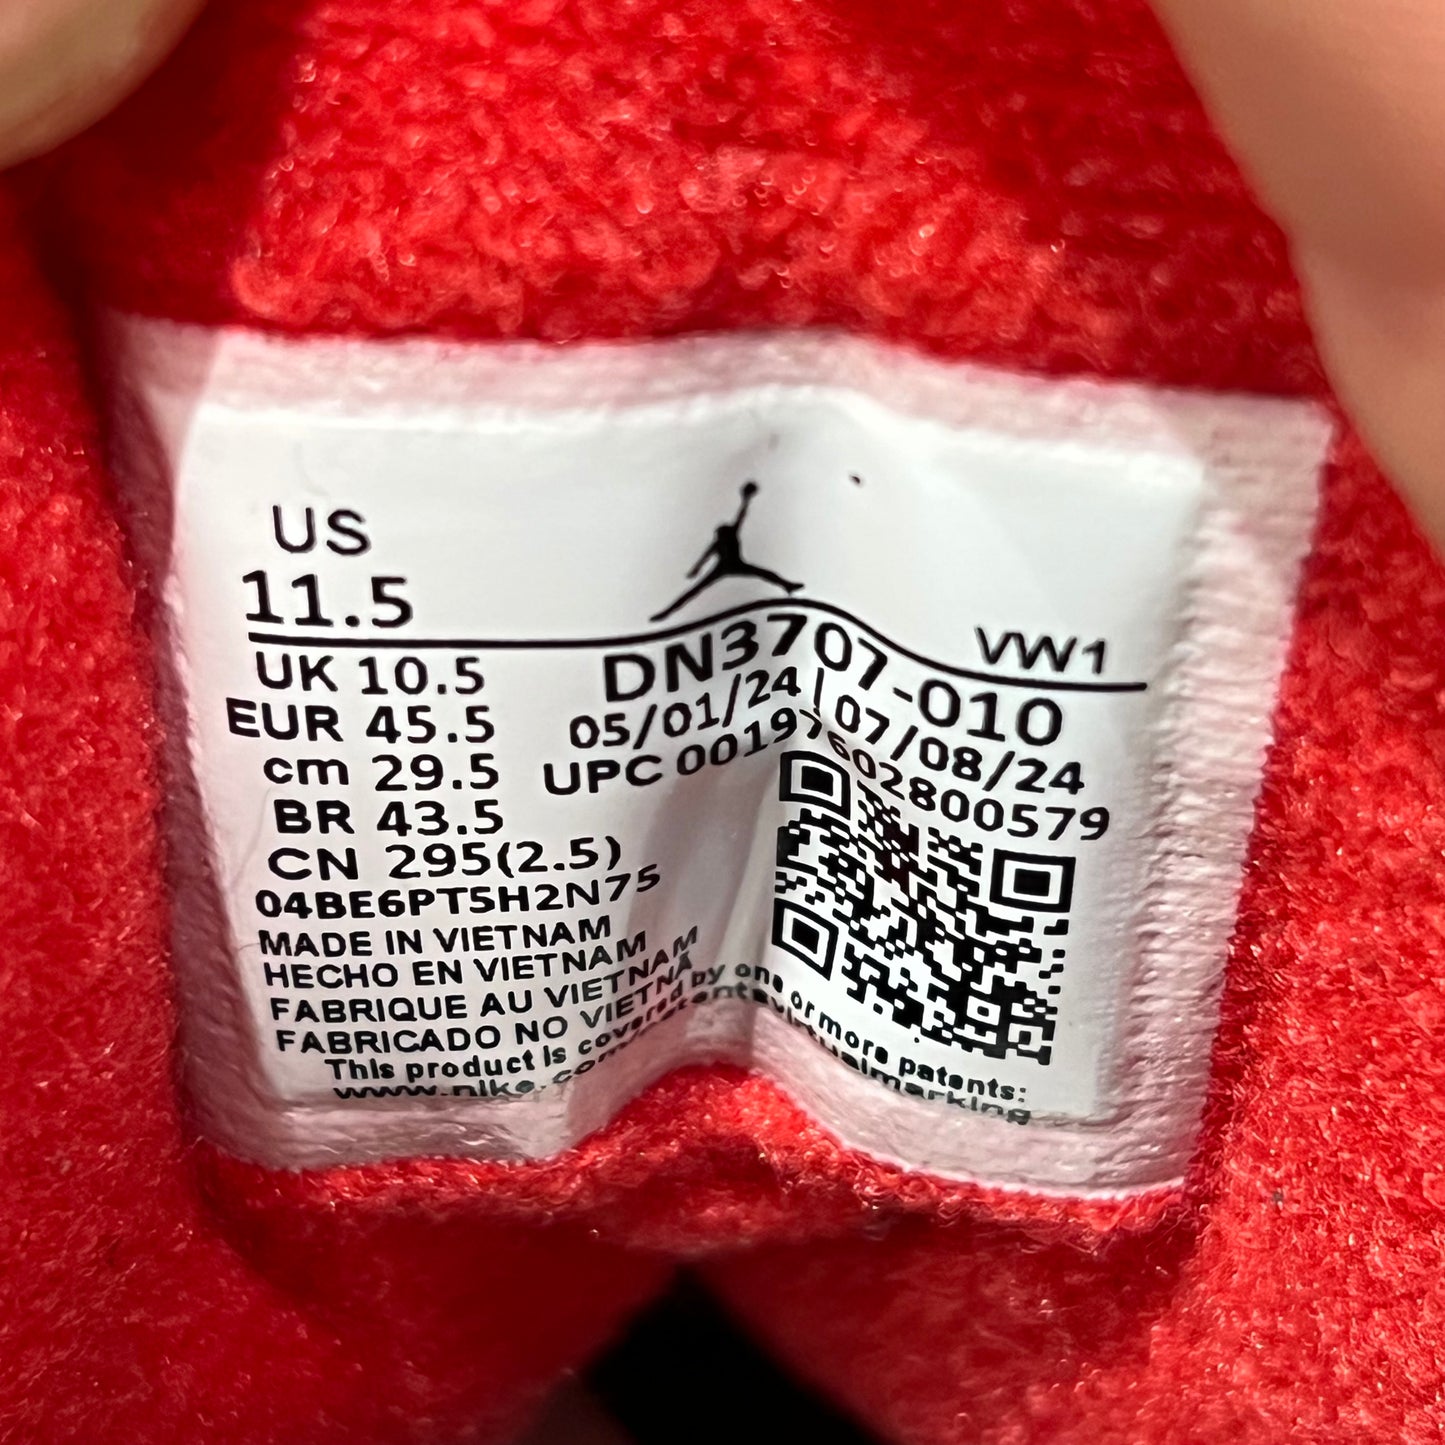 US
11.5
VW1
UK 10.5
EUR 45.5
cm 29.5
BR 43.5
CN 295(2.5)
DN3707-010
05/01/24 | 07/08/24
UPC 00197602800579
04BE6PT5H2N75
MADE IN VIETNAM
HECHO EN VIETNAM
FABRIQUE AU VIETNAM
FABRICADO NO VIETNÃ
This product is covered by one or more patents: